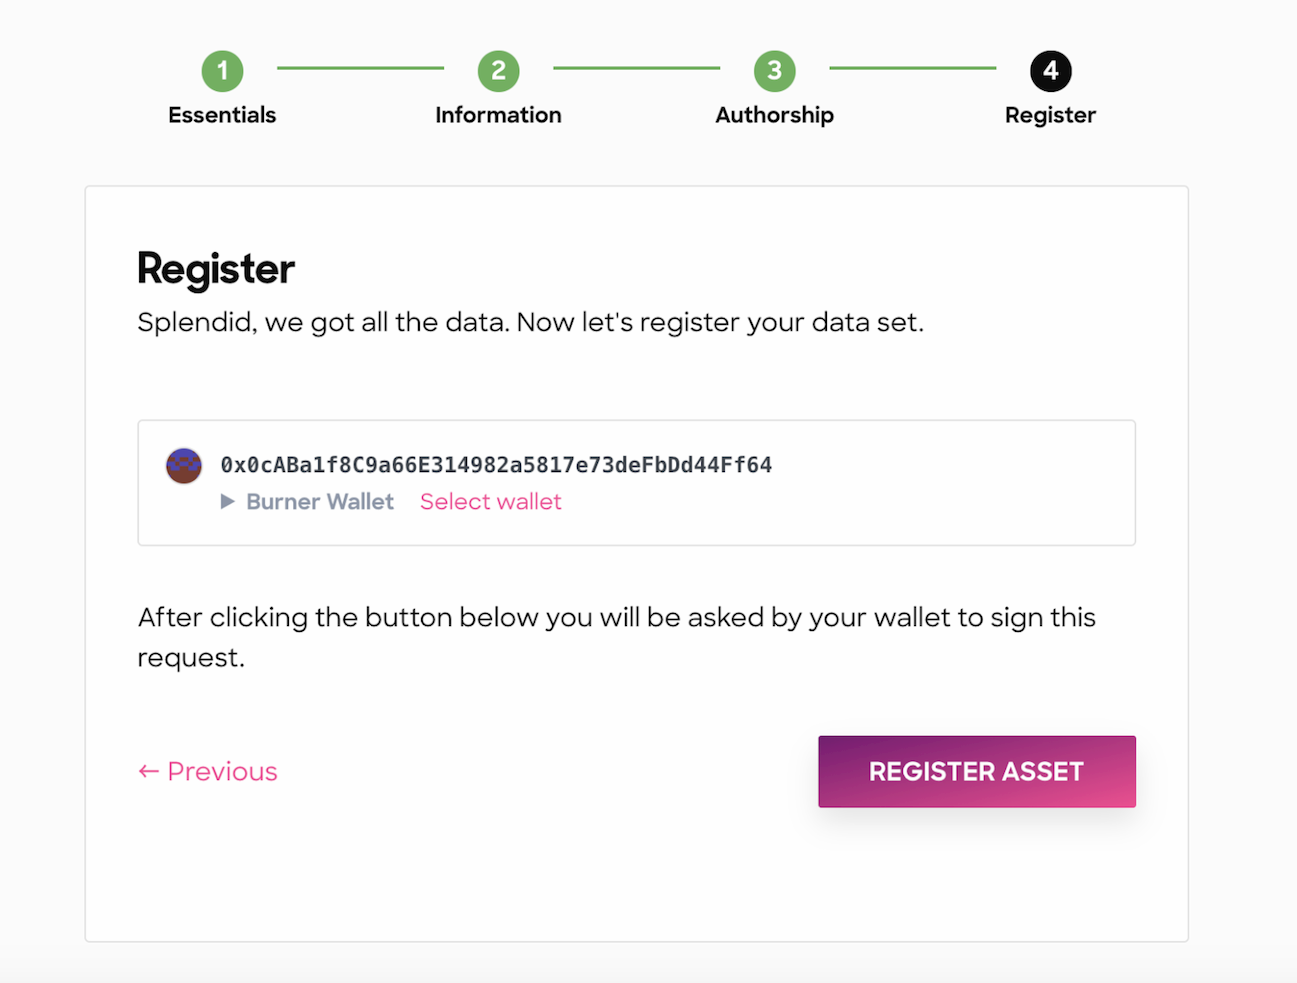 1 2 3 4
Essentials Information Authorship Register
Register
Splendid, we got all the data. Now let's register your data set.
0x0cABa1f8C9a66E314982a5817e73deFbDd44Ff64
▶ Burner Wallet Select wallet
After clicking the button below you will be asked by your wallet to sign this
request.
← Previous REGISTER ASSET